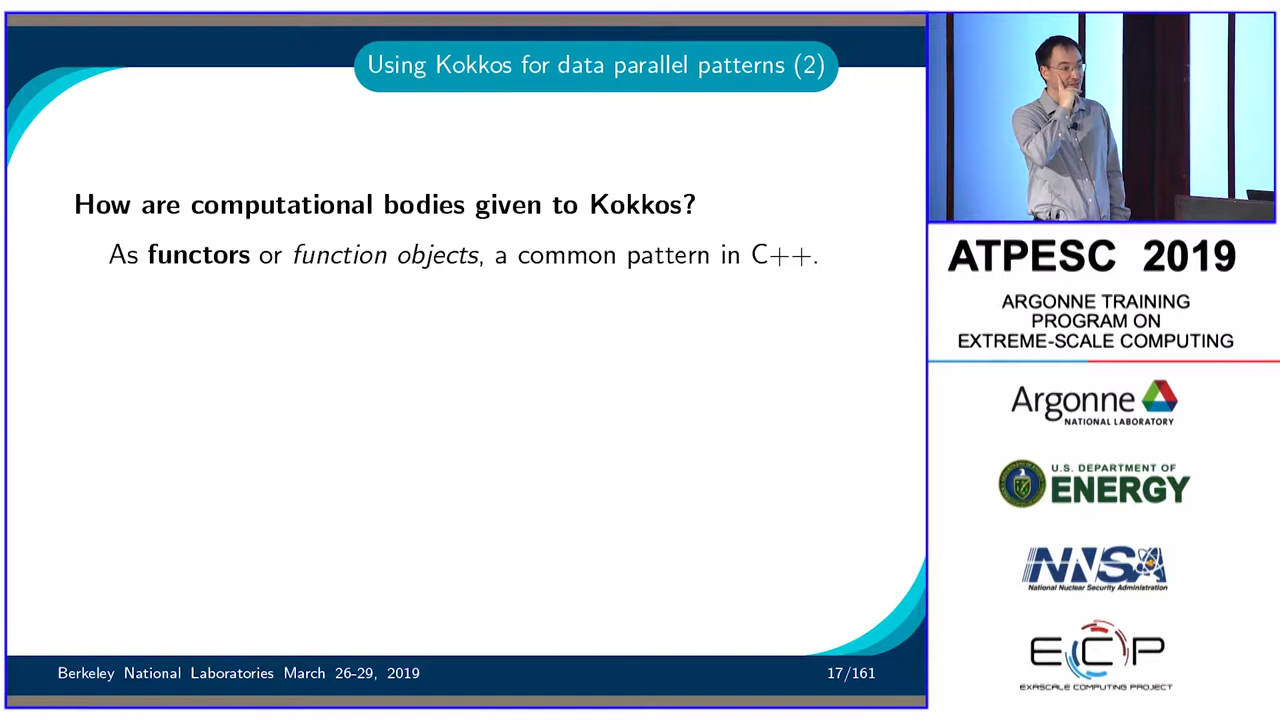 Using Kokkos for data parallel patterns (2)
How are computational bodies given to Kokkos?
As functors or function objects, a common pattern in C++.
Berkeley National Laboratories March 26-29, 2019
17/161
ATPESC 2019
ARGONNE TRAINING
PROGRAM ON
EXTREME-SCALE COMPUTING
Argonne
NATIONAL LABORATORY
U.S. DEPARTMENT OF
ENERGY
NNSA
National Nuclear Security Administration
ECP
EXASCALE COMPUTING PROJECT